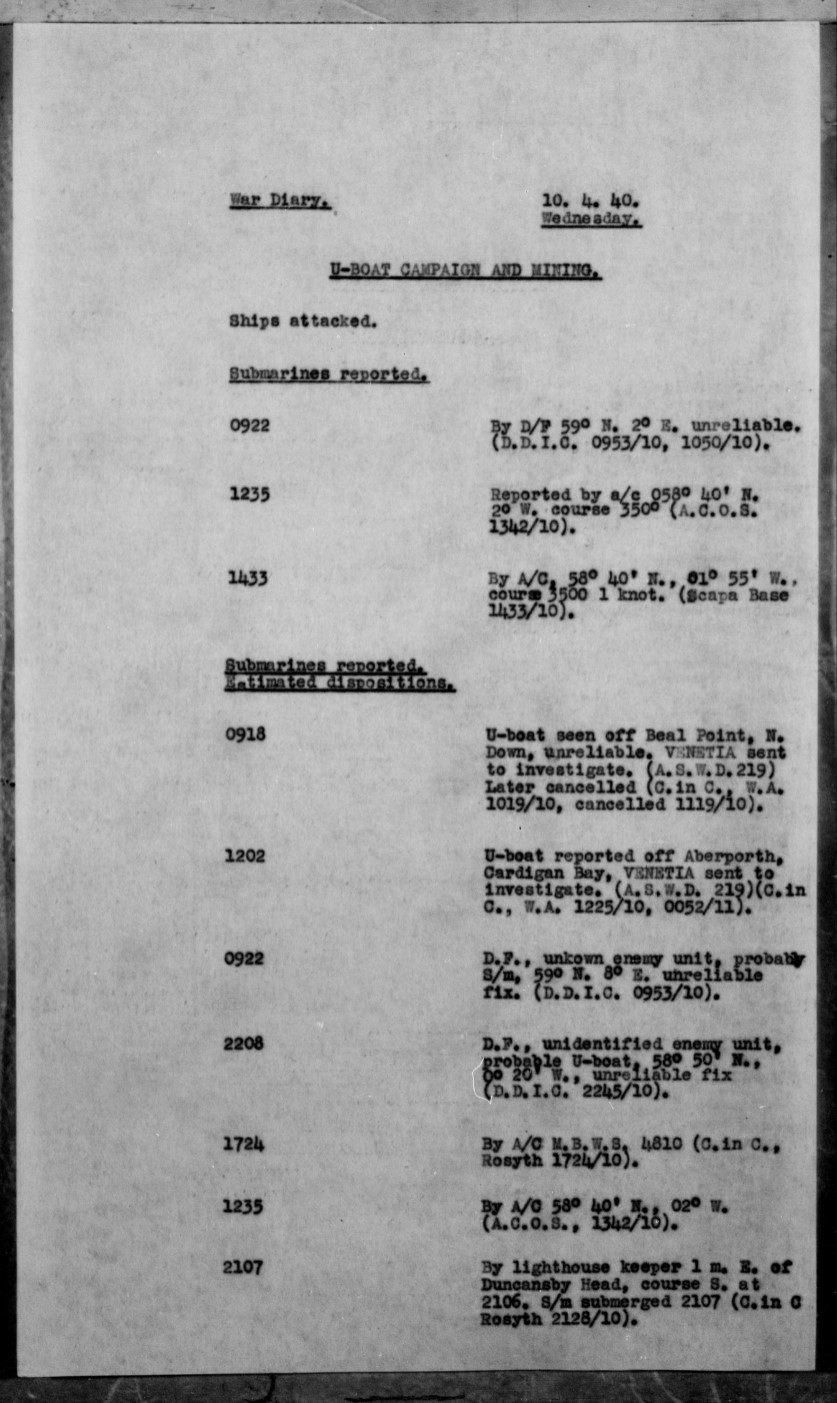 War Diary. 10. 4. 40.
Wednesday.
U-BOAT CAMPAIGN AND MINING.
Ships attacked.
Submarines reported.
0922 By D/F 59° N. 2° E. unreliable.
(D.D.I.C. 0953/10, 1050/10).
1235 Reported by a/c 058° 40' N.
2° W. course 350° (A.C.O.S.
1342/10).
1433 By A/C, 58° 40' N., 01° 55' W.,
course 3500 1 knot. (Scapa Base
1433/10).
Submarines reported.
Estimated dispositions.
0918 U-boat seen off Beal Point, N.
Down, unreliable. VENETIA sent
to investigate. (A.S.W.D. 219)
Later cancelled (C.in C., W.A.
1019/10, cancelled 1119/10).
1202 U-boat reported off Aberporth,
Cardigan Bay, VENETIA sent to
investigate. (A.S.W.D. 219)(C.in
C., W.A. 1225/10, 0052/11).
0922 D.F., unkown enemy unit, probably
S/m, 59° N. 8° E. unreliable
fix. (D.D.I.C. 0953/10).
2208 D.F., unidentified enemy unit,
probable U-boat, 58° 50' N.,
0° 20' W., unreliable fix
(D.D.I.C. 2245/10).
1724 By A/C M.B.W.S. 4810 (C.in C.,
Rosyth 1724/10).
1235 By A/C 58° 40' N., 02° W.
(A.C.O.S., 1342/10).
2107 By lighthouse keeper 1 m. E. of
Duncansby Head, course S. at
2106. S/m submerged 2107 (C.in C
Rosyth 2128/10).